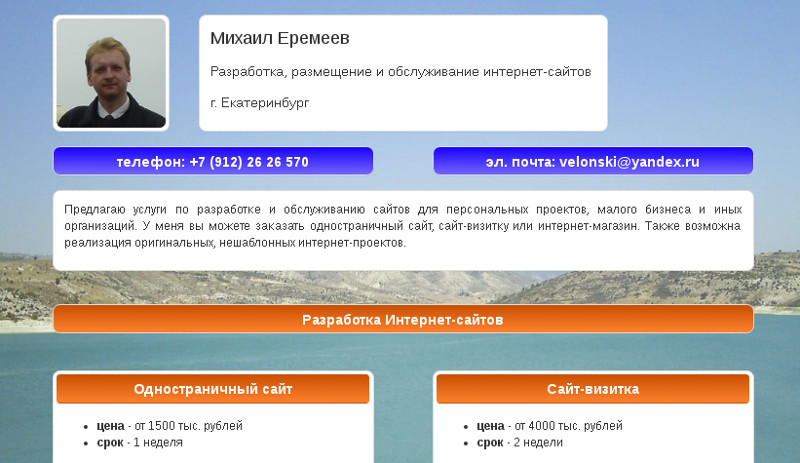 Михаил Еремеев
Разработка, размещение и обслуживание интернет-сайтов
г. Екатеринбург
телефон: +7 (912) 26 26 570
эл. почта: velonski@yandex.ru
Предлагаю услуги по разработке и обслуживанию сайтов для персональных проектов, малого бизнеса и иных
организаций. У меня вы можете заказать одностраничный сайт, сайт-визитку или интернет-магазин. Также возможна
реализация оригинальных, нешаблонных интернет-проектов.
Разработка Интернет-сайтов
Одностраничный сайт
• цена - от 1500 тыс. рублей
• срок - 1 неделя
Сайт-визитка
• цена - от 4000 тыс. рублей
• срок - 2 недели